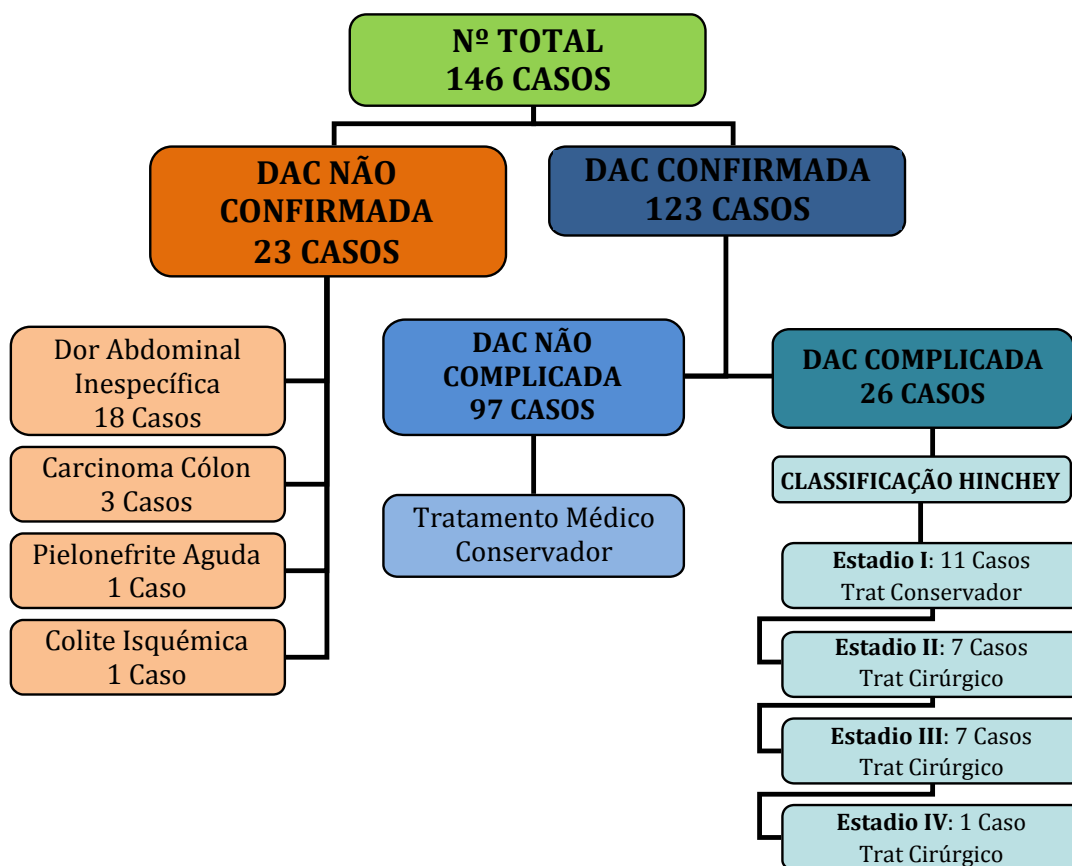 Nº TOTAL
146 CASOS
DAC NÃO
CONFIRMADA
23 CASOS
DAC CONFIRMADA
123 CASOS
Dor Abdominal
Inespecífica
18 Casos
Carcinoma Cólon
3 Casos
Pielonefrite Aguda
1 Caso
Colite Isquémica
1 Caso
DAC NÃO
COMPLICADA
97 CASOS
Tratamento Médico
Conservador
DAC COMPLICADA
26 CASOS
CLASSIFICAÇÃO HINCHEY
Estadio I: 11 Casos
Trat Conservador
Estadio II: 7 Casos
Trat Cirúrgico
Estadio III: 7 Casos
Trat Cirúrgico
Estadio IV: 1 Caso
Trat Cirúrgico